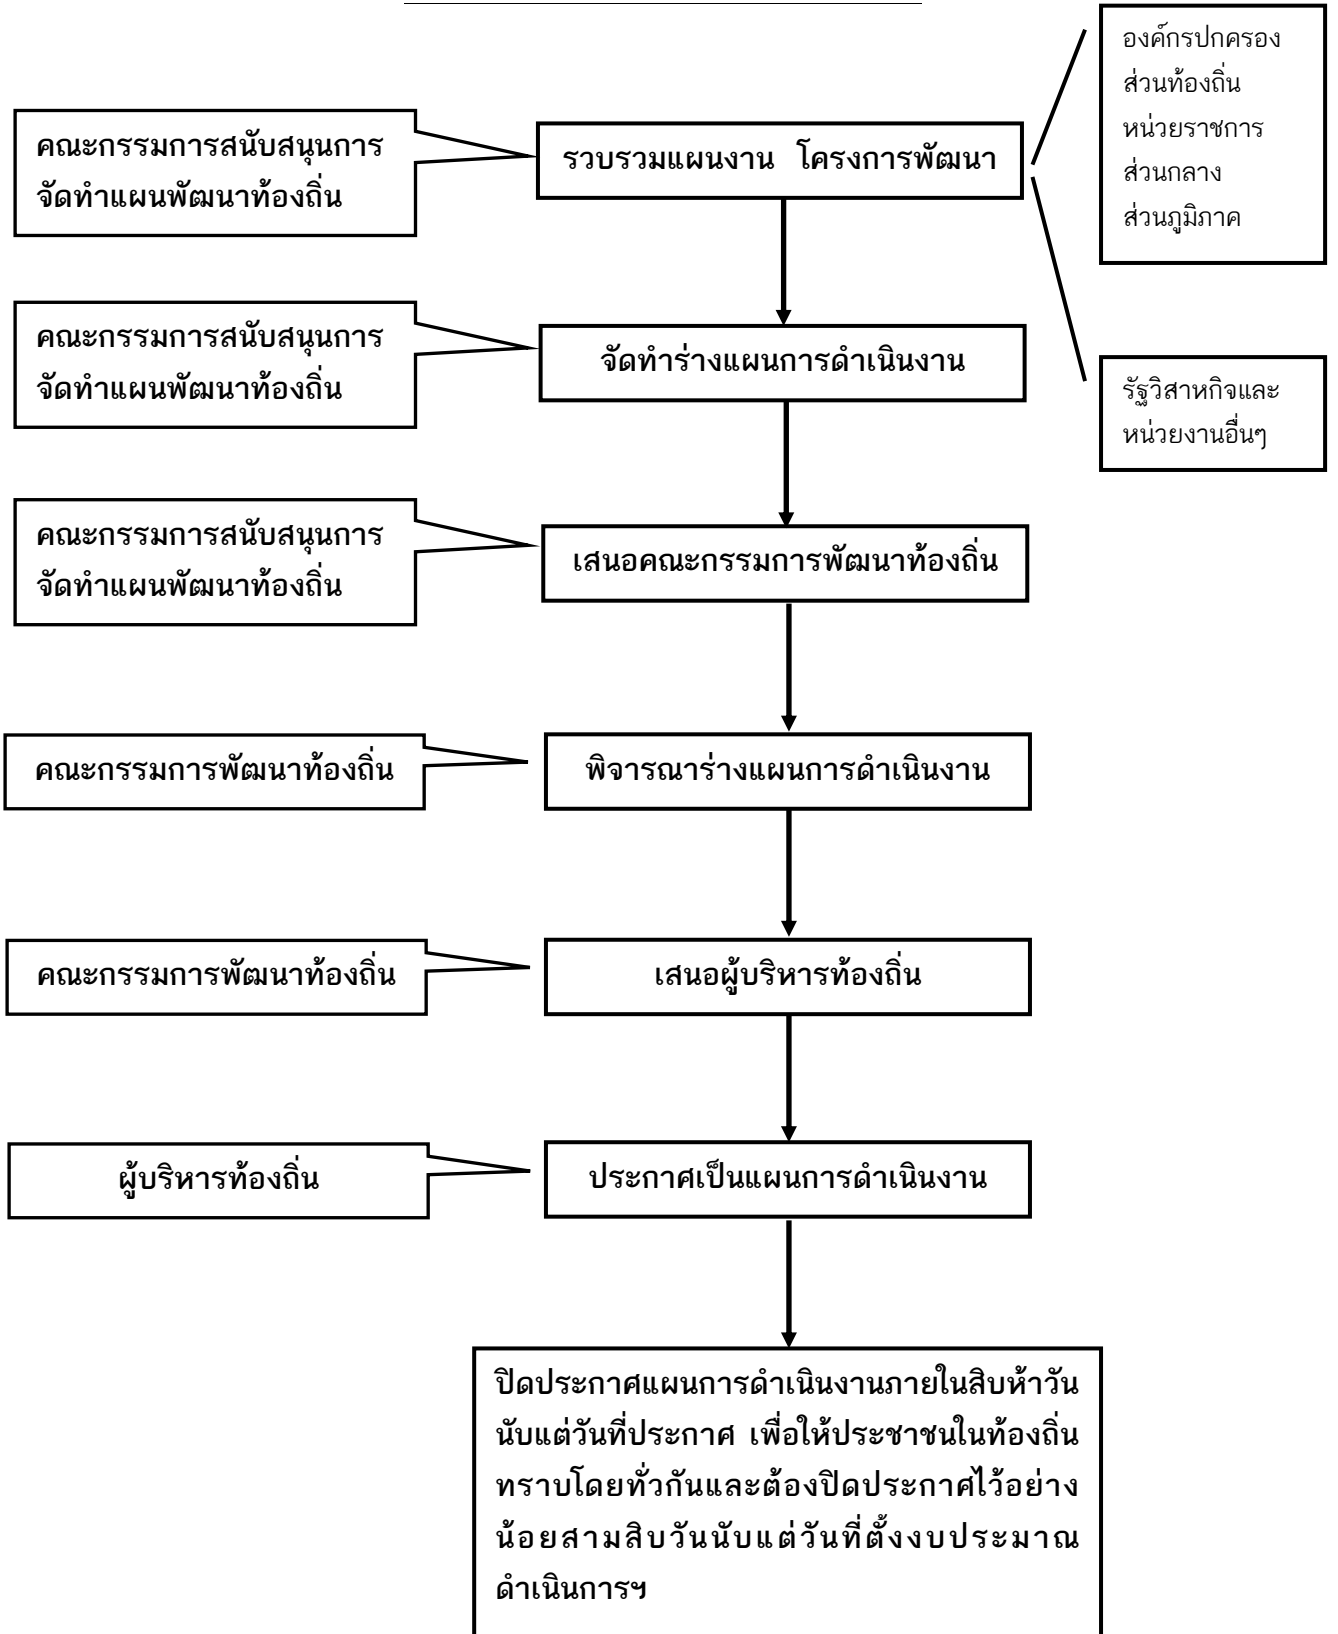 องค์กรปกครอง
ส่วนท้องถิ่น
หน่วยราชการ
ส่วนกลาง
ส่วนภูมิภาค
คณะกรรมการสนับสนุนการ
จัดทำแผนพัฒนาท้องถิ่น
รวบรวมแผนงาน โครงการพัฒนา
คณะกรรมการสนับสนุนการ
จัดทำแผนพัฒนาท้องถิ่น
จัดทำร่างแผนการดำเนินงาน
รัฐวิสาหกิจและ
หน่วยงานอื่นๆ
คณะกรรมการสนับสนุนการ
จัดทำแผนพัฒนาท้องถิ่น
เสนอคณะกรรมการพัฒนาท้องถิ่น
คณะกรรมการพัฒนาท้องถิ่น
พิจารณาร่างแผนการดำเนินงาน
คณะกรรมการพัฒนาท้องถิ่น
เสนอผู้บริหารท้องถิ่น
ผู้บริหารท้องถิ่น
ประกาศเป็นแผนการดำเนินงาน
ปิดประกาศแผนการดำเนินงานภายในสิบห้าวัน
นับแต่วันที่ประกาศ เพื่อให้ประชาชนในท้องถิ่น
ทราบโดยทั่วกันและต้องปิดประกาศไว้อย่าง
น้อยสามสิบวันนับแต่วันที่ตั้งงบประมาณ
ดำเนินการฯ